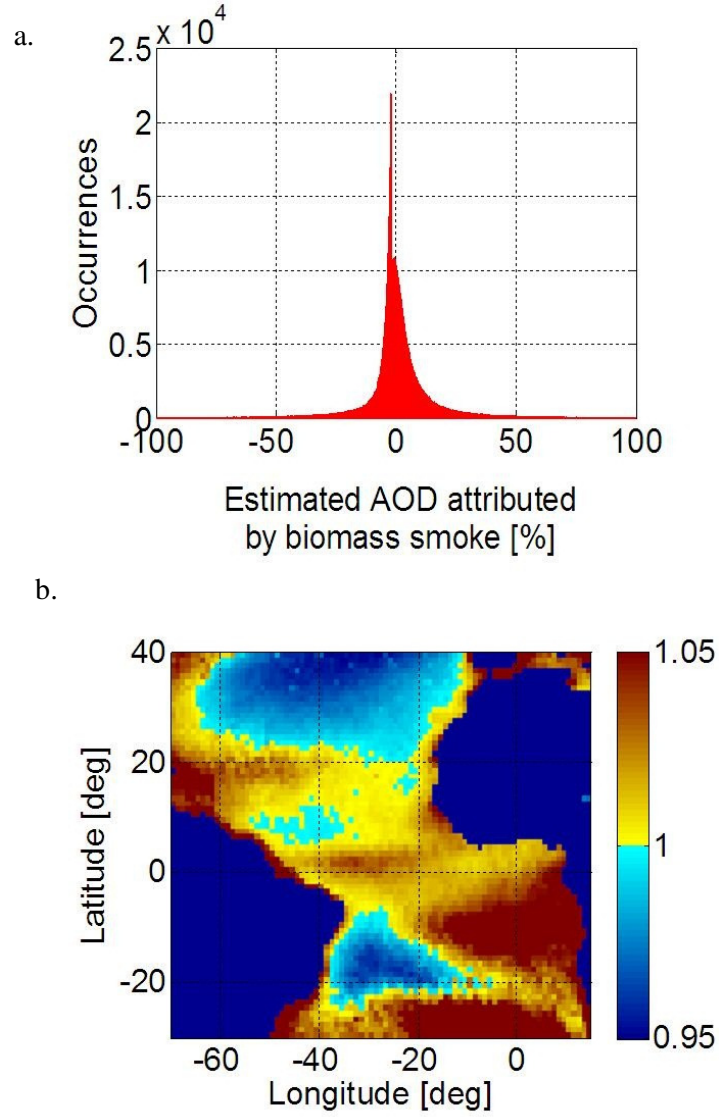 a.
x 10^4
2.5
2
1.5
1
0.5
0
Occurrences
-100 -50 0 50 100
Estimated AOD attributed
by biomass smoke [%]
b.
40
20
0
-20
Latitude [deg]
-60 -40 -20 0
Longitude [deg]
1.05
1
0.95